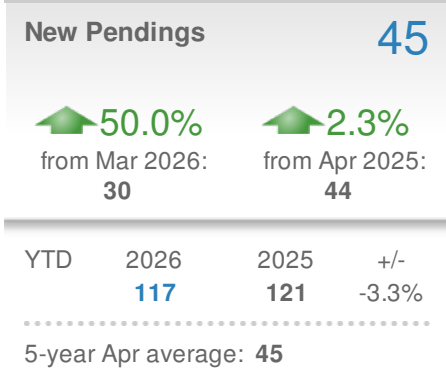 New Pendings 45
50.0% 2.3%
from Mar 2026: from Apr 2025:
30 44
YTD 2026 2025 +/-
117 121 -3.3%
5-year Apr average: 45